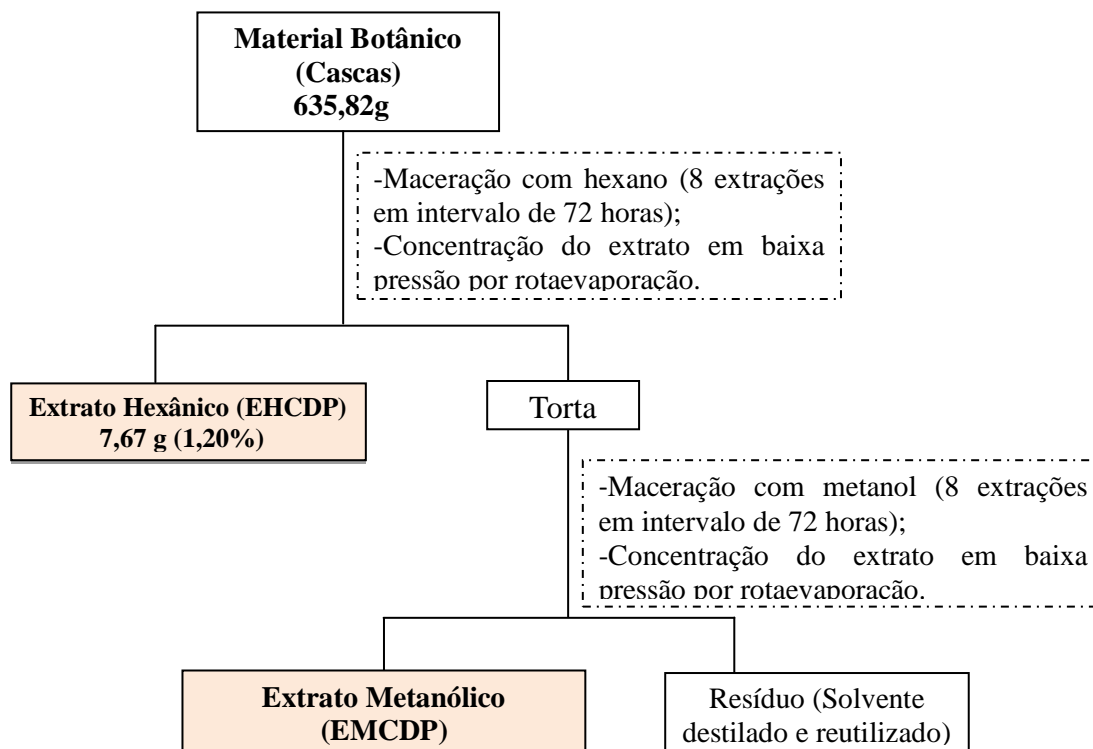 Material Botânico
(Cascas)
635,82g
-Maceração com hexano (8 extrações
em intervalo de 72 horas);
-Concentração do extrato em baixa
pressão por rotaevaporação.
Extrato Hexânico (EHCDP)
7,67 g (1,20%)
Torta
-Maceração com metanol (8 extrações
em intervalo de 72 horas);
-Concentração do extrato em baixa
pressão por rotaevaporação.
Extrato Metanólico
(EMCDP)
Resíduo (Solvente
destilado e reutilizado)